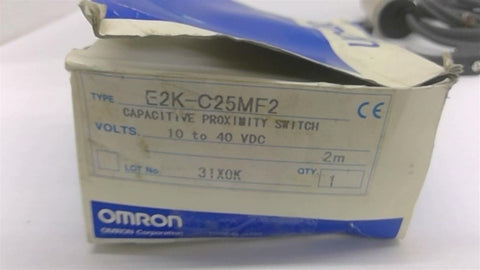 TYPE E2K-C25MF2 CE
CAPACITIVE PROXIMITY SWITCH
VOLTS. 10 to 40 VDC
2m
LOT No. 31X0K QTY. 1
OMRON
OMRON Corporation